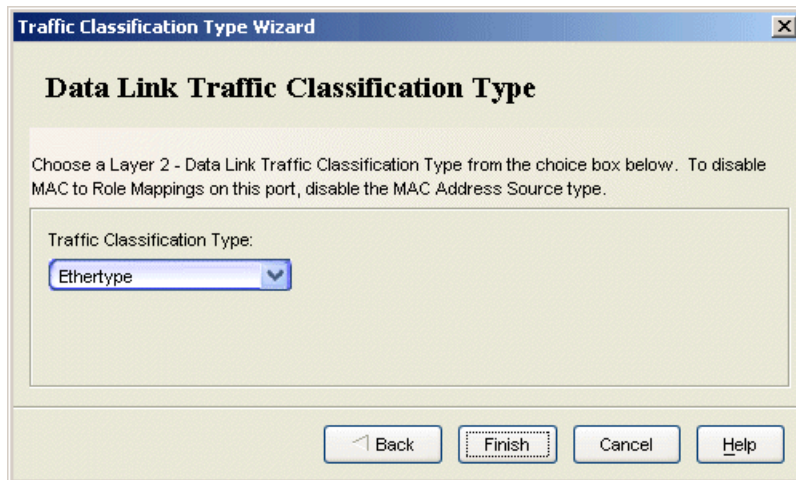 Traffic Classification Type Wizard
Data Link Traffic Classification Type
Choose a Layer 2 - Data Link Traffic Classification Type from the choice box below. To disable
MAC to Role Mappings on this port, disable the MAC Address Source type.
Traffic Classification Type:
Ethertype
Back Finish Cancel Help